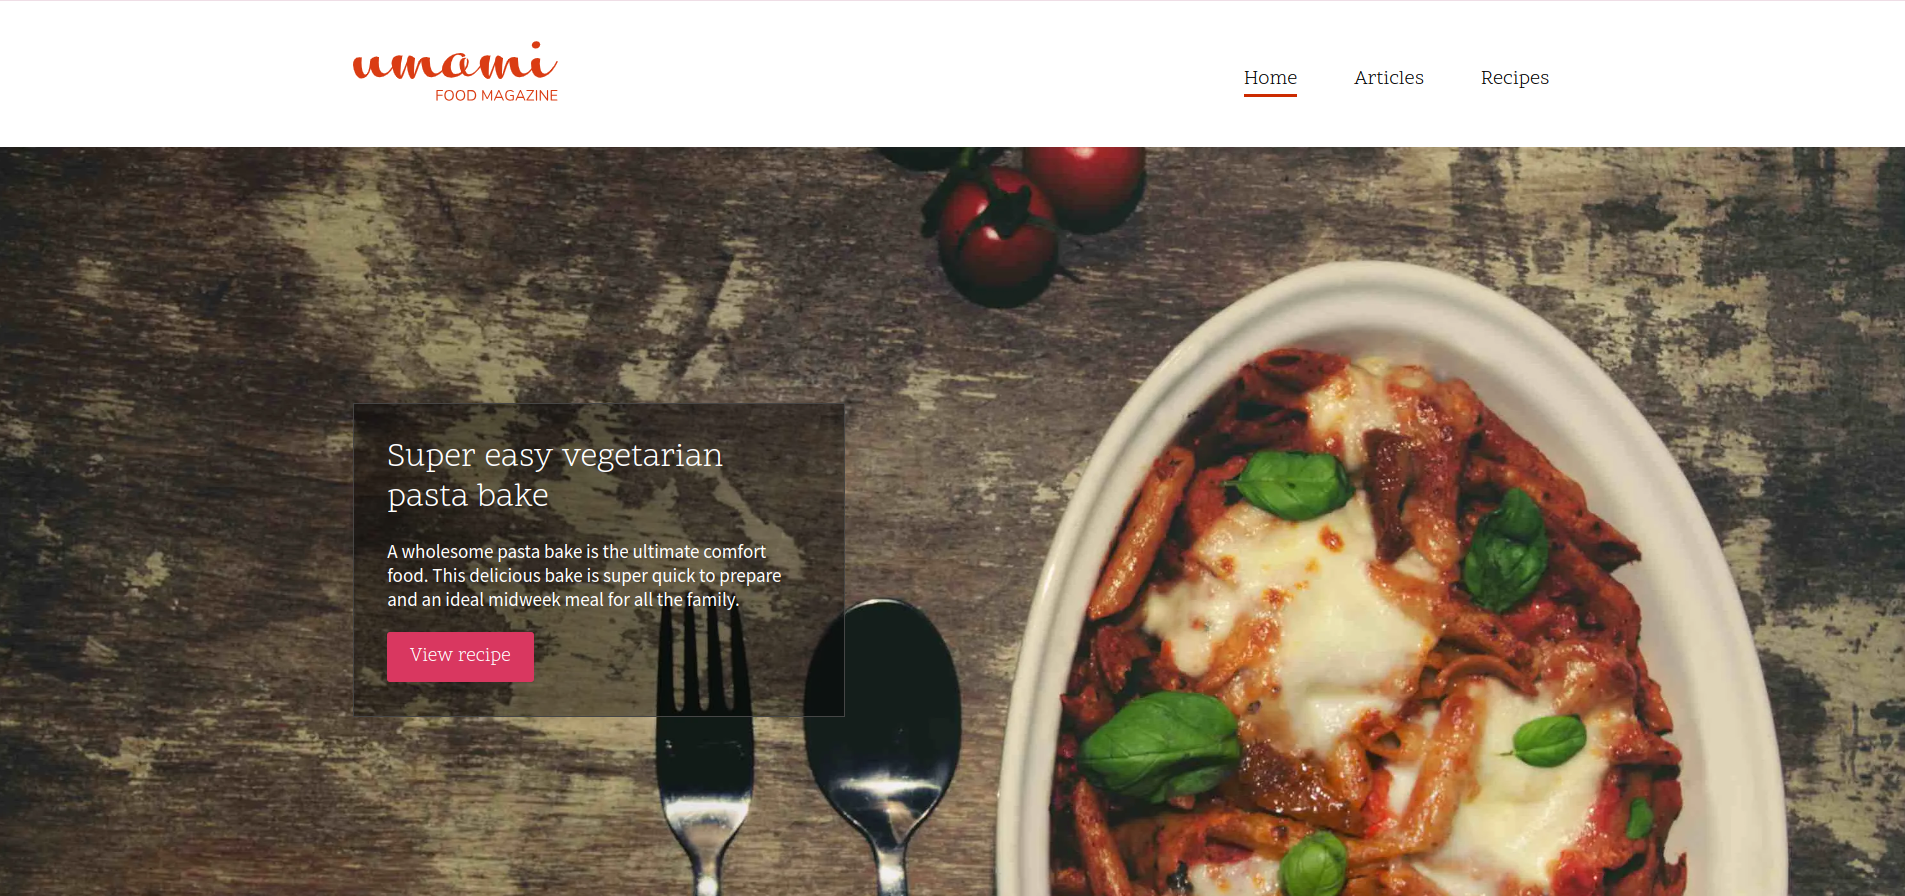 umami
FOOD MAGAZINE
Home
Articles
Recipes
Super easy vegetarian
pasta bake
A wholesome pasta bake is the ultimate comfort
food. This delicious bake is super quick to prepare
and an ideal midweek meal for all the family.
View recipe